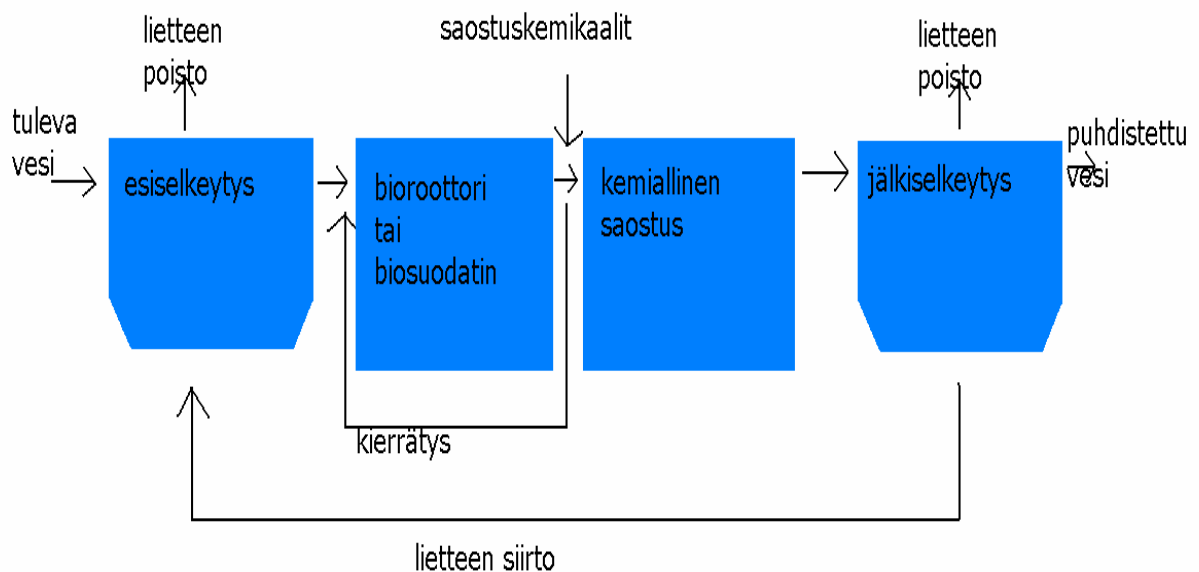 lietteen
poisto
saostuskemikaalit
lietteen
poisto
tuleva
vesi
puhdistettu
vesi
esiselkeytys
bioroottori
tai
biosuodatin
kemiallinen
saostus
jälkiselkeytys
kierrätys
lietteen siirto